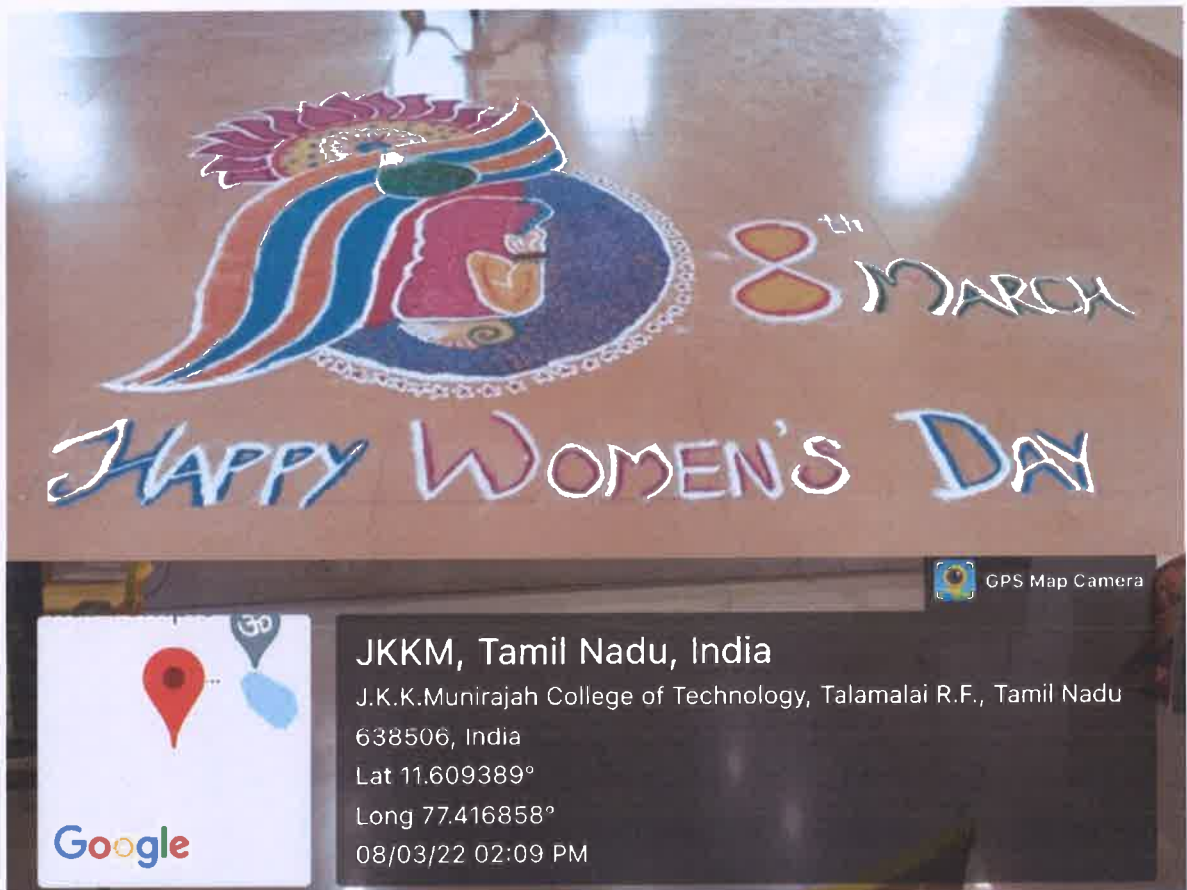 8th MARCH
HAPPY WOMEN'S DAY
GPS Map Camera
ॐ
JKKM, Tamil Nadu, India
J.K.K.Munirajah College of Technology, Talamalai R.F., Tamil Nadu
638506, India
Lat 11.609389°
Long 77.416858°
08/03/22 02:09 PM
Google